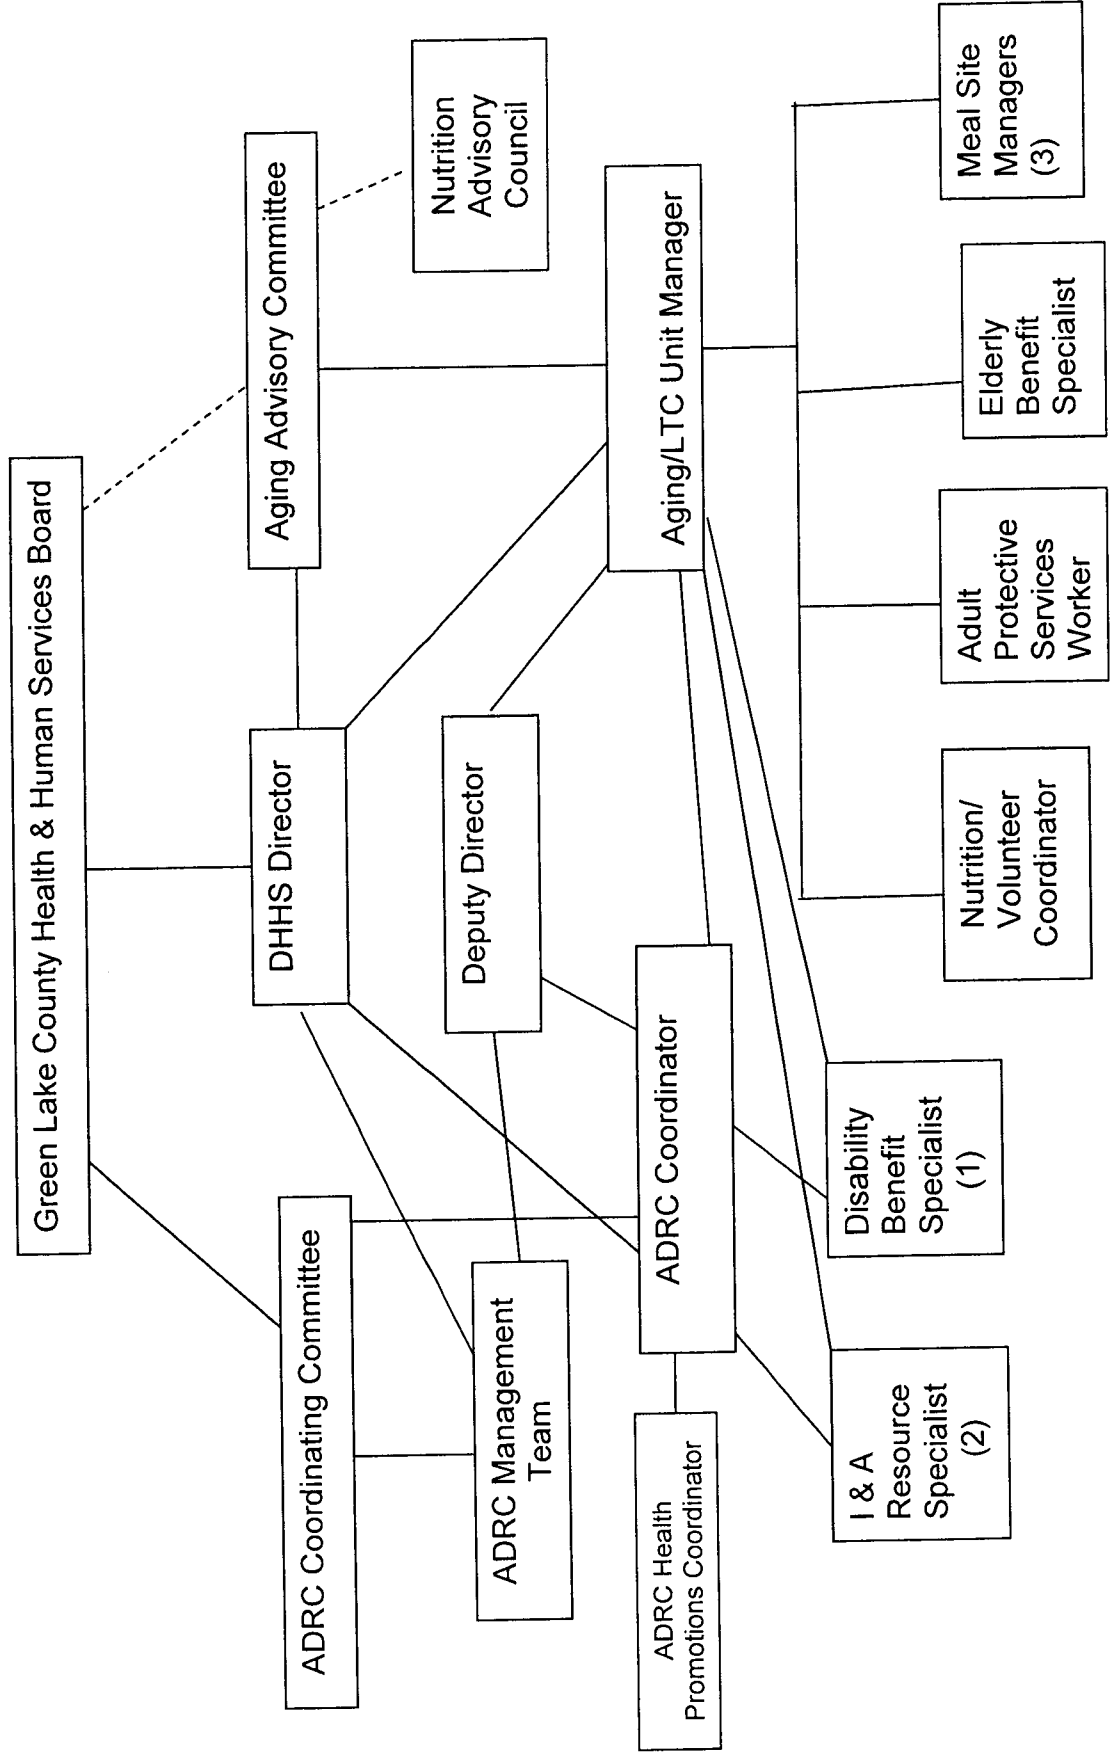 Green Lake County Health & Human Services Board
ADRC Coordinating Committee
DHHS Director
Aging Advisory Committee
ADRC Management
Team
Deputy Director
Nutrition
Advisory
Council
ADRC Health
Promotions Coordinator
ADRC Coordinator
Aging/LTC Unit Manager
I & A
Resource
Specialist
(2)
Disability
Benefit
Specialist
(1)
Nutrition/
Volunteer
Coordinator
Adult
Protective
Services
Worker
Elderly
Benefit
Specialist
Meal Site
Managers
(3)